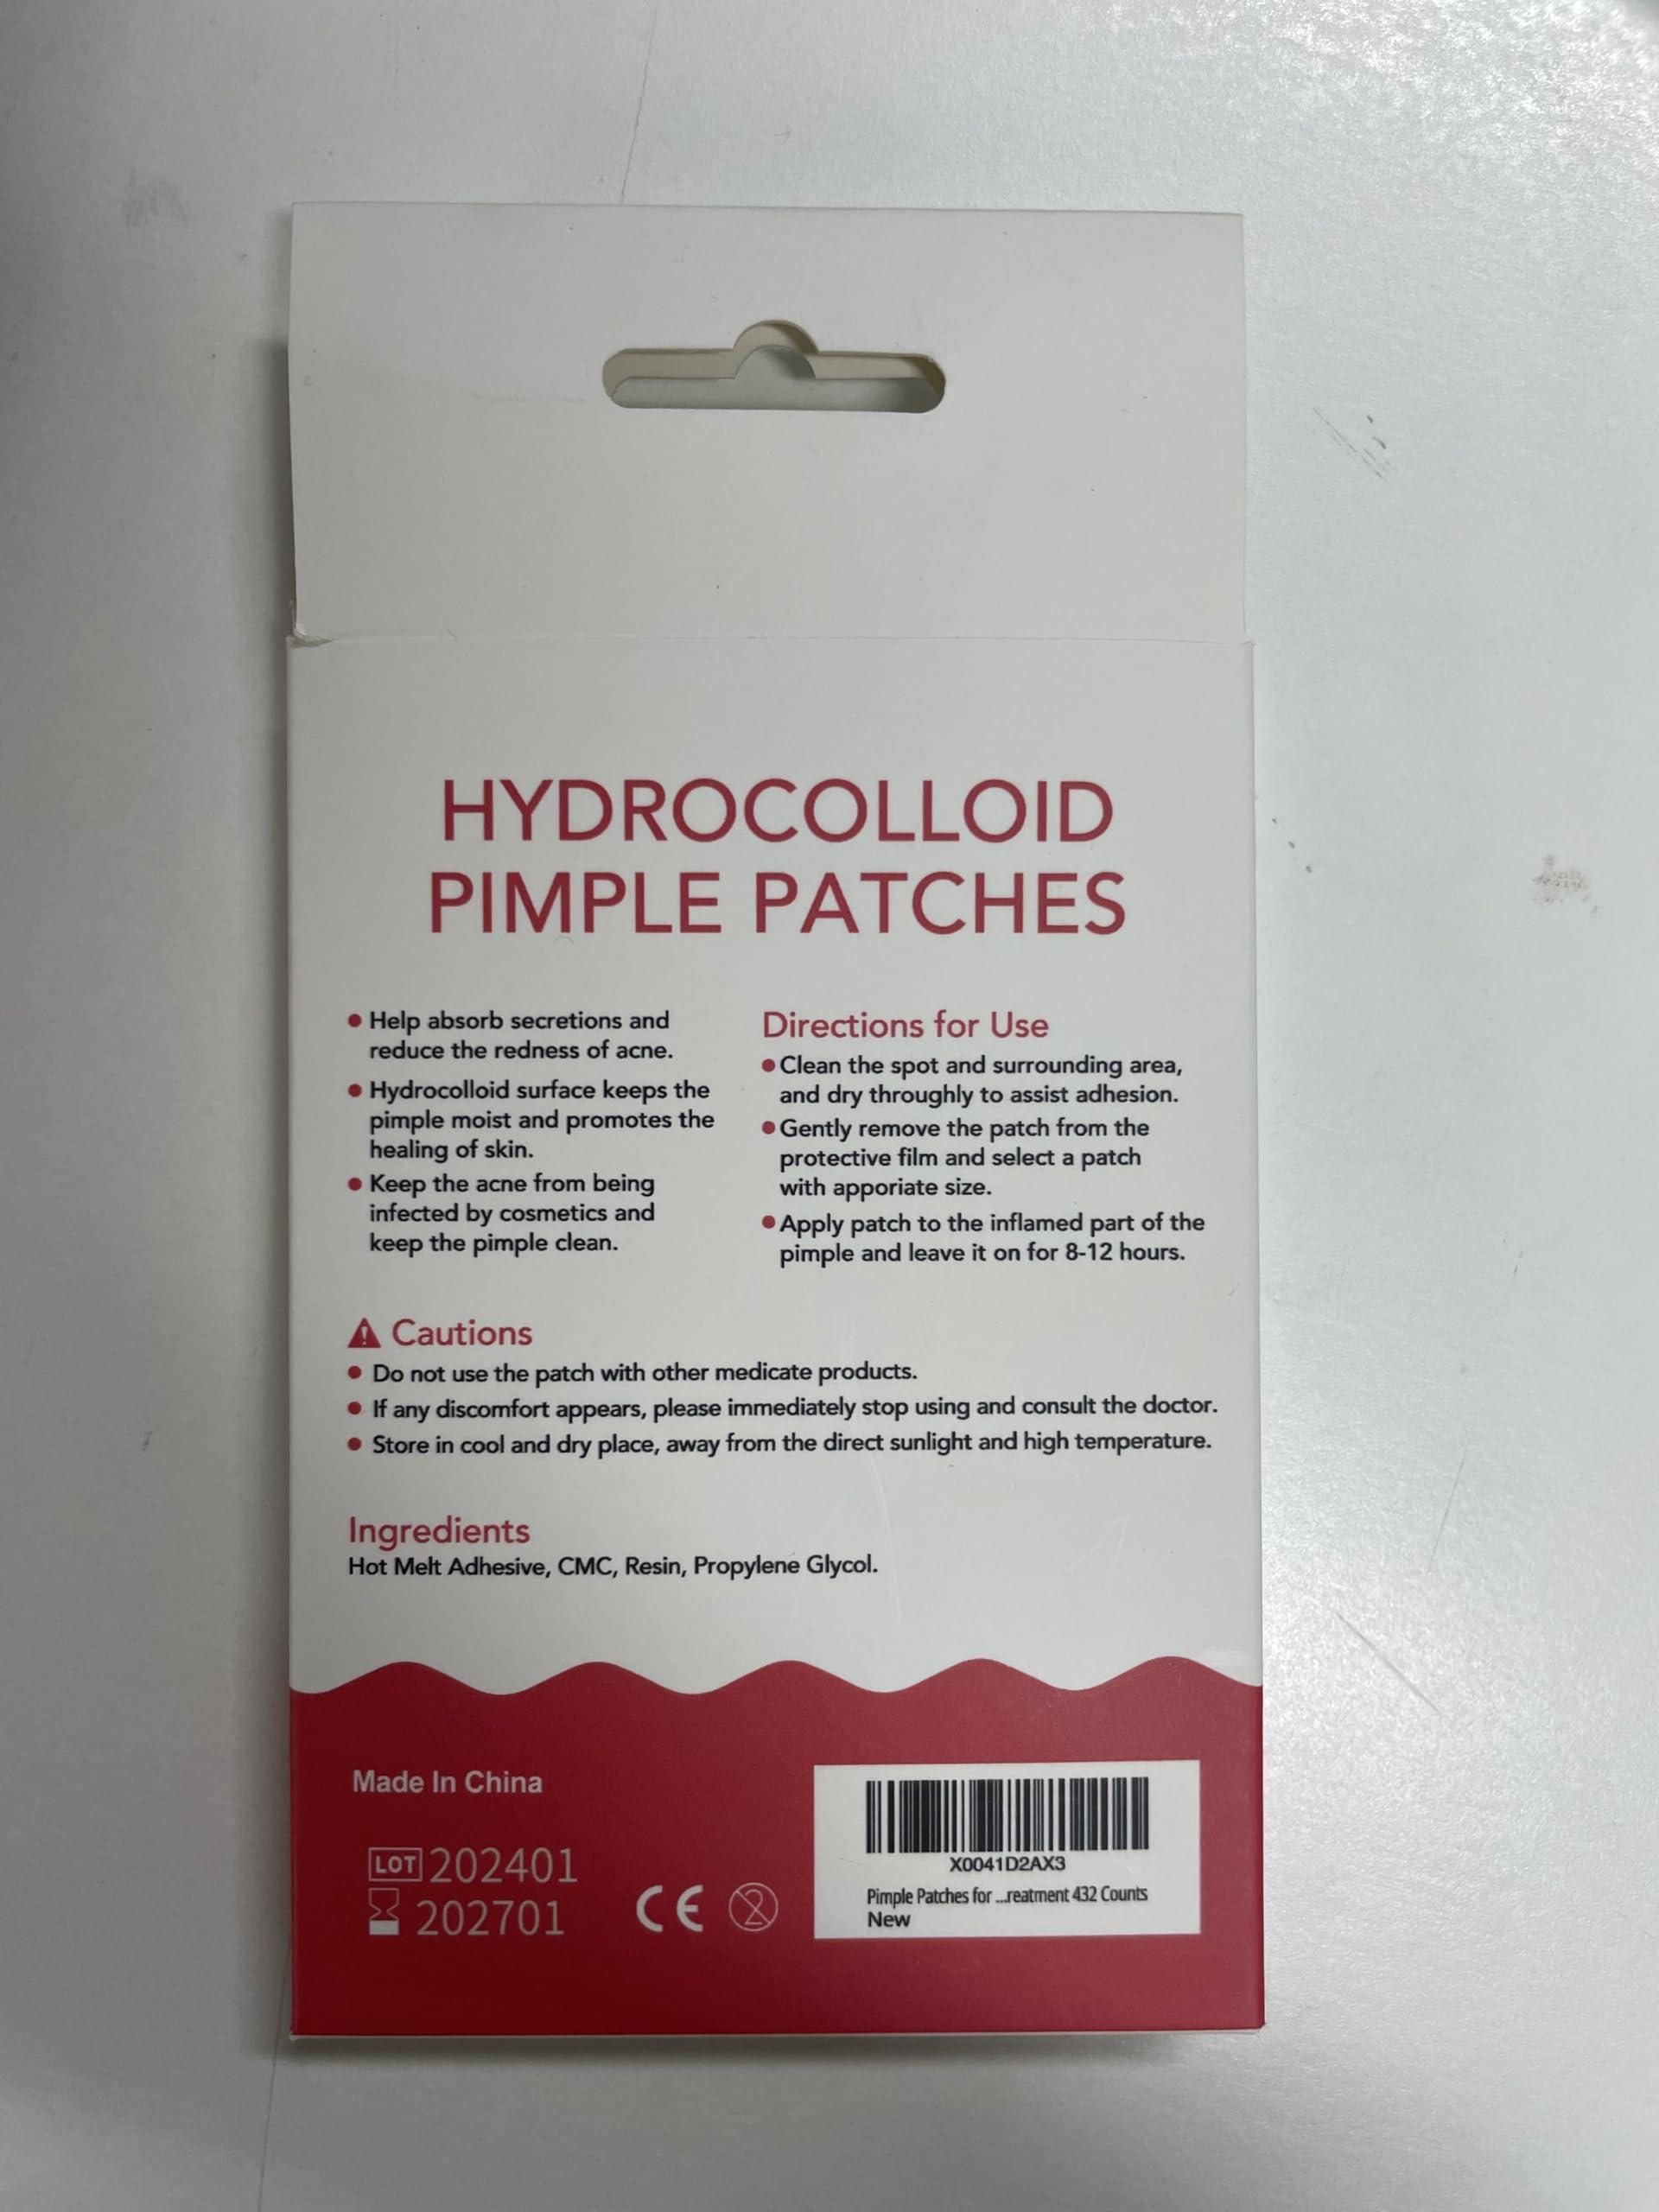 HYDROCOLLOID
PIMPLE PATCHES
● Help absorb secretions and
reduce the redness of acne.
● Hydrocolloid surface keeps the
pimple moist and promotes the
healing of skin.
● Keep the acne from being
infected by cosmetics and
keep the pimple clean.
Directions for Use
● Clean the spot and surrounding area,
and dry throughly to assist adhesion.
● Gently remove the patch from the
protective film and select a patch
with apporiate size.
● Apply patch to the inflamed part of the
pimple and leave it on for 8-12 hours.
Cautions
● Do not use the patch with other medicate products.
● If any discomfort appears, please immediately stop using and consult the doctor.
● Store in cool and dry place, away from the direct sunlight and high temperature.
Ingredients
Hot Melt Adhesive, CMC, Resin, Propylene Glycol.
Made In China
LOT 202401
202701
CE 2
X0041D2AX3
Pimple Patches for ...reatment 432 Counts
New